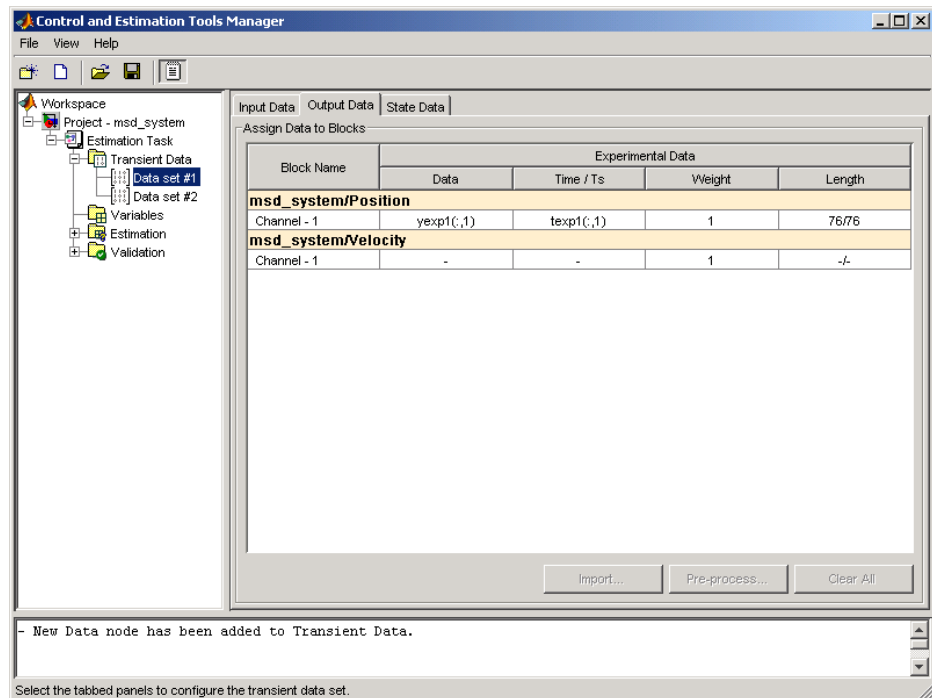 Control and Estimation Tools Manager
File View Help
Workspace
Project - msd_system
Estimation Task
Transient Data
Data set #1
Data set #2
Variables
Estimation
Validation
Input Data Output Data State Data
Assign Data to Blocks
Block Name Experimental Data
Data Time / Ts Weight Length
msd_system/Position
Channel - 1 yexp1(:,1) texp1(:,1) 1 76/76
msd_system/Velocity
Channel - 1 - - 1 -/-
Import... Pre-process... Clear All
- New Data node has been added to Transient Data.
Select the tabbed panels to configure the transient data set.